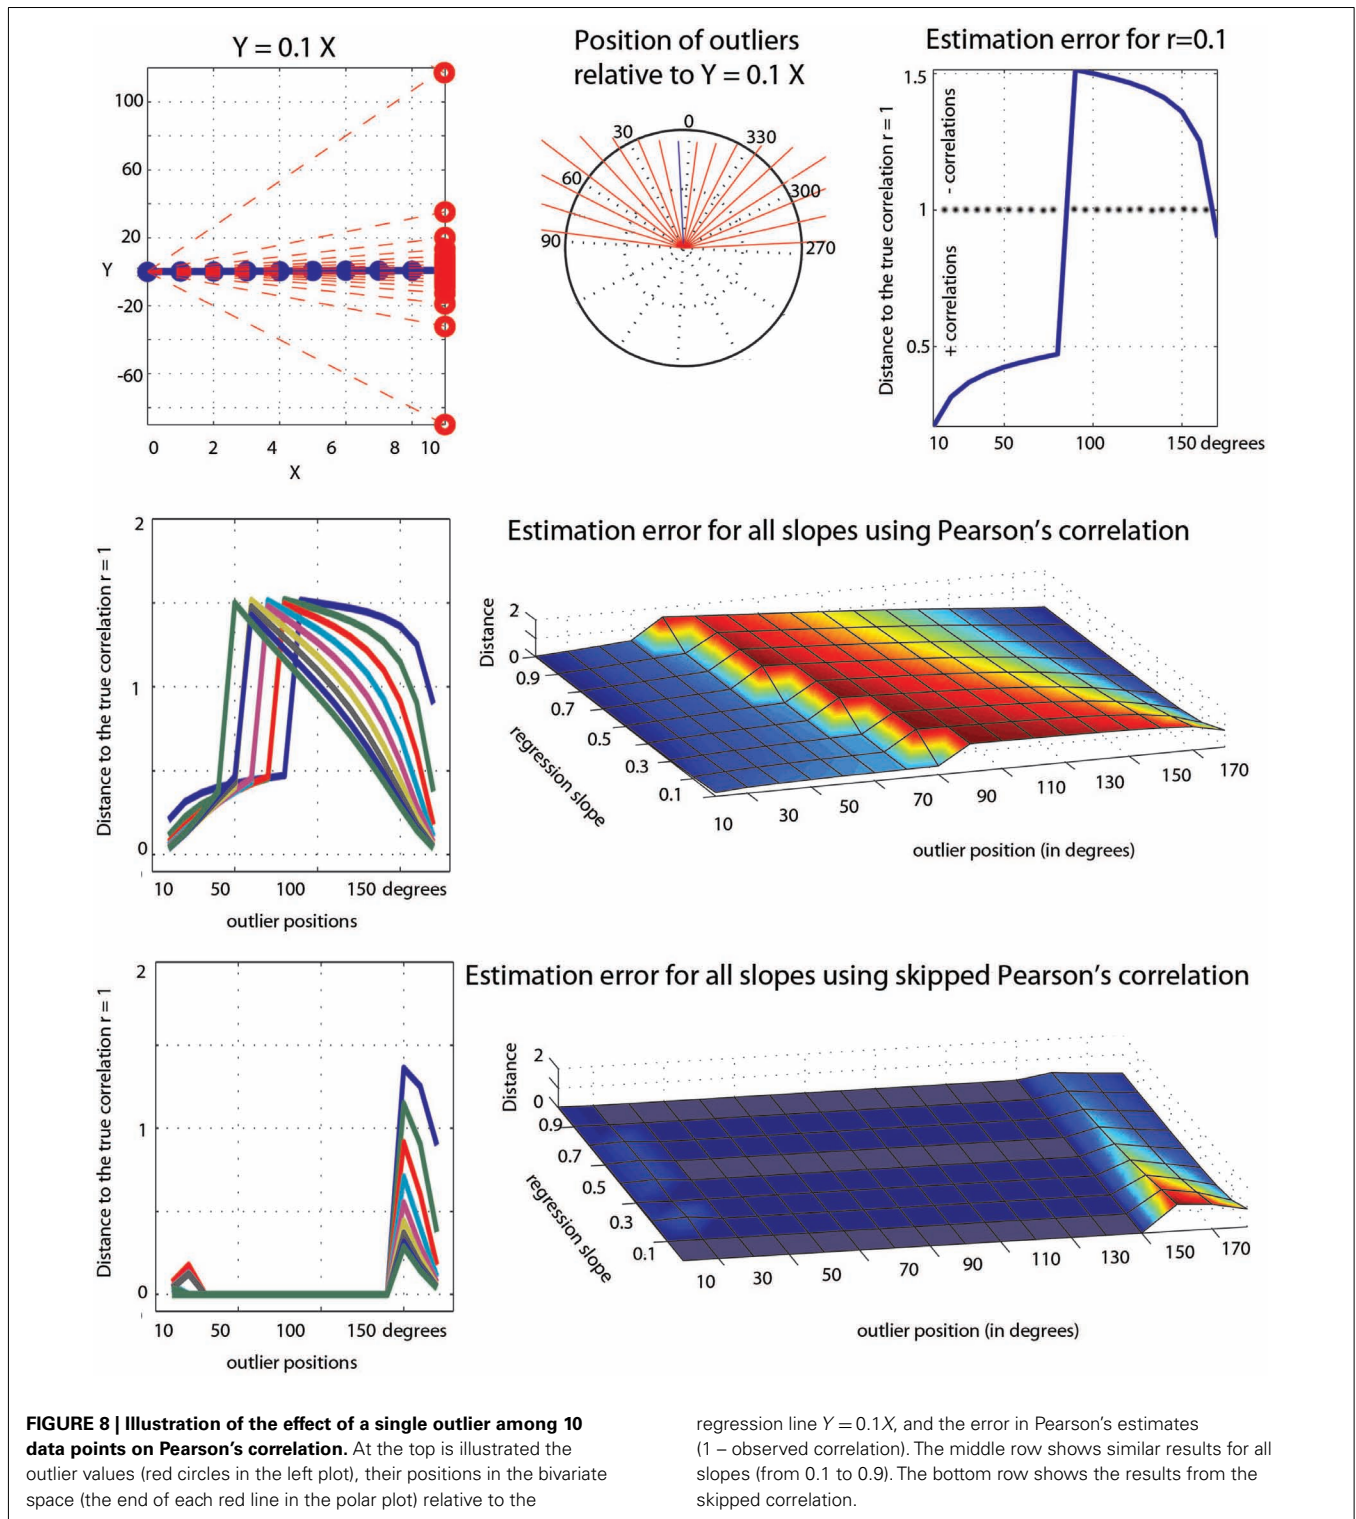 Y = 0.1 X
100
60
20
Y
-20
-60
0 2 4 6 8 10
X
Position of outliers
relative to Y = 0.1 X
0
30
330
60
300
90
270
Estimation error for r=0.1
Distance to the true correlation r = 1
1.5
1
0.5
- correlations
+ correlations
10 50 100 150 degrees
Distance to the true correlation r = 1
2
1
0
10 50 100 150 degrees
outlier positions
Estimation error for all slopes using Pearson's correlation
Distance
2
0
0.9
0.7
0.5
0.3
0.1
regression slope
10 30 50 70 90 110 130 150 170
outlier position (in degrees)
Distance to the true correlation r = 1
2
1
0
10 50 100 150 degrees
outlier positions
Estimation error for all slopes using skipped Pearson's correlation
Distance
2
0
0.9
0.7
0.5
0.3
0.1
regression slope
10 30 50 70 90 110 130 150 170
outlier position (in degrees)
FIGURE 8 | Illustration of the effect of a single outlier among 10
data points on Pearson's correlation. At the top is illustrated the
outlier values (red circles in the left plot), their positions in the bivariate
space (the end of each red line in the polar plot) relative to the
regression line Y = 0.1X, and the error in Pearson's estimates
(1 – observed correlation). The middle row shows similar results for all
slopes (from 0.1 to 0.9). The bottom row shows the results from the
skipped correlation.